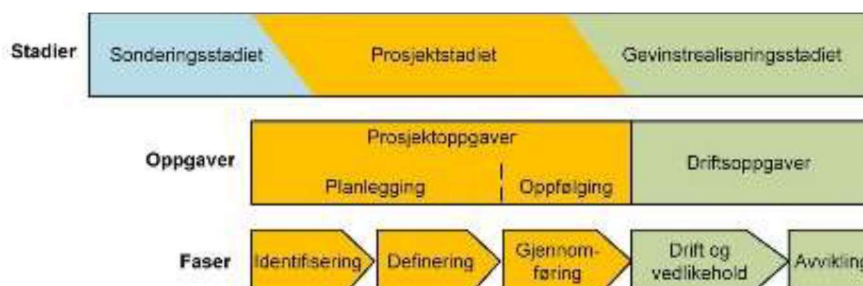 Stadier
Sonderingsstadiet
Prosjektstadiet
Gevinstrealiseringsstadiet
Oppgaver
Prosjektoppgaver
Planlegging
Oppfølging
Driftsoppgaver
Faser
Identifisering
Definering
Gjennom-
føring
Drift og
vedlikehold
Avvikling